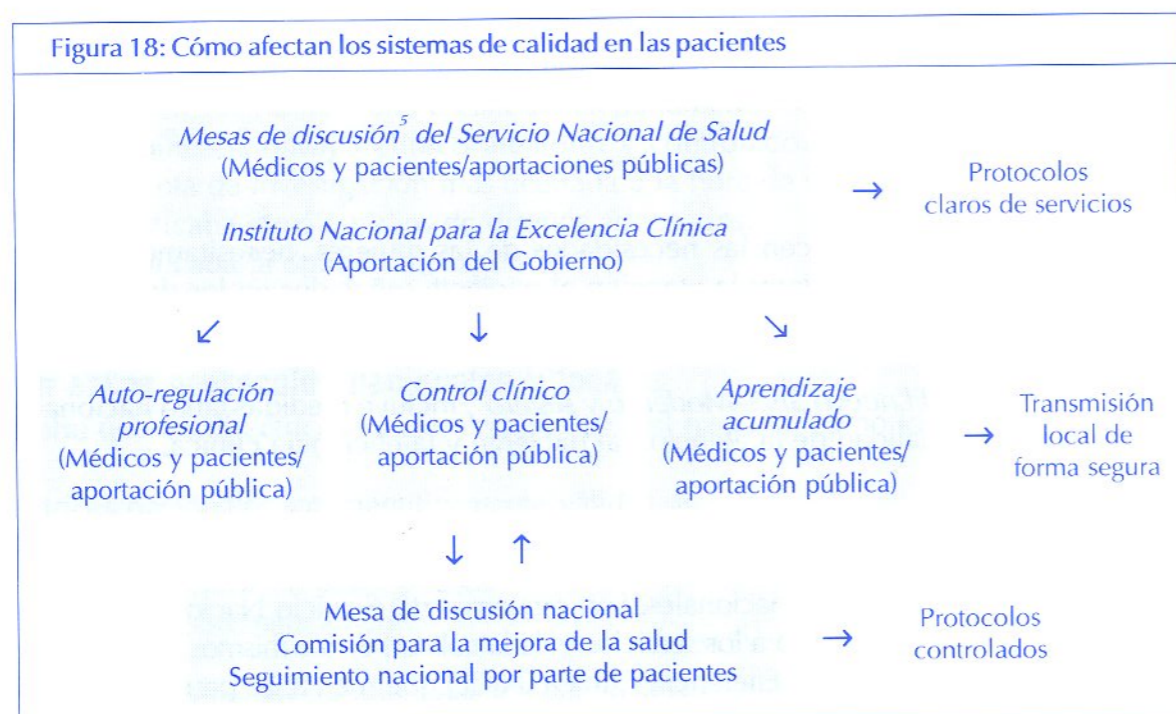 Figura 18: Cómo afectan los sistemas de calidad en las pacientes
Mesas de discusión⁵ del Servicio Nacional de Salud
(Médicos y pacientes/aportaciones públicas)
→ Protocolos
claros de servicios
Instituto Nacional para la Excelencia Clínica
(Aportación del Gobierno)
↙ ↓ ↘
Auto-regulación
profesional
(Médicos y pacientes/
aportación pública)
Control clínico
(Médicos y pacientes/
aportación pública)
Aprendizaje
acumulado
(Médicos y pacientes/
aportación pública)
→ Transmisión
local de
forma segura
↓ ↑
Mesa de discusión nacional
Comisión para la mejora de la salud
Seguimiento nacional por parte de pacientes
→ Protocolos
controlados